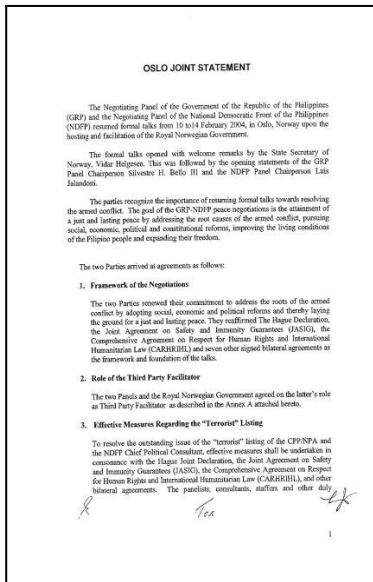 OSLO JOINT STATEMENT
The Negotiating Panel of the Government of the Republic of the Philippines
(GRP) and the Negotiating Panel of the National Democratic Front of the Philippines
(NDFP) resumed formal talks from 10 to14 February 2004, in Oslo, Norway upon the
hosting and facilitation of the Royal Norwegian Government.
The formal talks opened with welcome remarks by the State Secretary of
Norway, Vidar Helgesen. This was followed by the opening statements of the GRP
Panel Chairperson Silvestre H. Bello III and the NDFP Panel Chairperson Luis
Jalandoni.
The parties recognize the importance of resuming formal talks towards resolving
the armed conflict. The goal of the GRP-NDFP peace negotiations is the attainment of
a just and lasting peace by addressing the root causes of the armed conflict, pursuing
social, economic, political and constitutional reforms, improving the living conditions
of the Filipino people and expanding their freedom.
The two Parties arrived at agreements as follows:
1. Framework of the Negotiations
The two Parties renewed their commitment to address the roots of the armed
conflict by adopting social, economic and political reforms and thereby laying
the ground for a just and lasting peace. They reaffirmed The Hague Declaration,
the Joint Agreement on Safety and Immunity Guarantees (JASIG), the
Comprehensive Agreement on Respect for Human Rights and International
Humanitarian Law (CARHRIHL) and seven other signed bilateral agreements as
the framework and foundation of the talks.
2. Role of the Third Party Facilitator
The two Panels and the Royal Norwegian Government agreed on the latter's role
as Third Party Facilitator as described in the Annex A attached hereto.
3. Effective Measures Regarding the "Terrorist" Listing
To resolve the outstanding issue of the "terrorist" listing of the CPP/NPA and
the NDFP Chief Political Consultant, effective measures shall be undertaken in
consonance with the Hague Joint Declaration, the Joint Agreement on Safety
and Immunity Guarantees (JASIG), the Comprehensive Agreement on Respect
for Human Rights and International Humanitarian Law (CARHRIHL), and other
bilateral agreements. The panelists, consultants, staffers and other duly
1